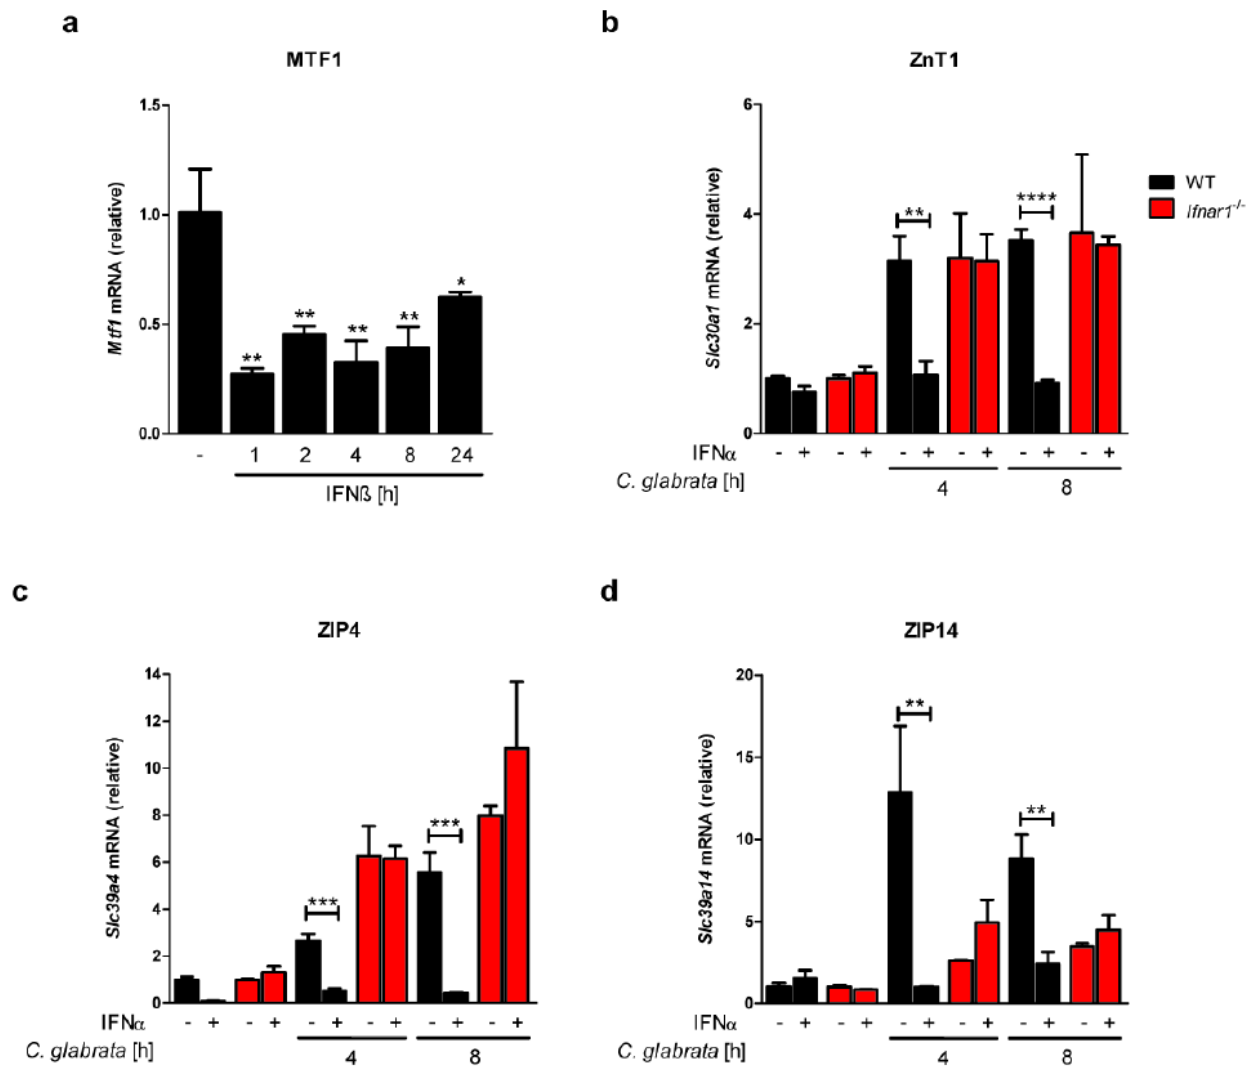 a
MTF1
Mtf1 mRNA (relative)
1.5
1.0
0.5
0.0
**
**
**
**
*
- 1 2 4 8 24
IFNß [h]
b
ZnT1
Slc30a1 mRNA (relative)
6
4
2
0
**
****
WT
Ifnar1-/-
IFNα - + - + - + - + - + - +
C. glabrata [h] 4 8
c
ZIP4
Slc39a4 mRNA (relative)
14
12
10
8
6
4
2
0
***
***
IFNα - + - + - + - + - + - +
C. glabrata [h] 4 8
d
ZIP14
Slc39a14 mRNA (relative)
20
15
10
5
0
**
**
IFNα - + - + - + - + - + - +
C. glabrata [h] 4 8